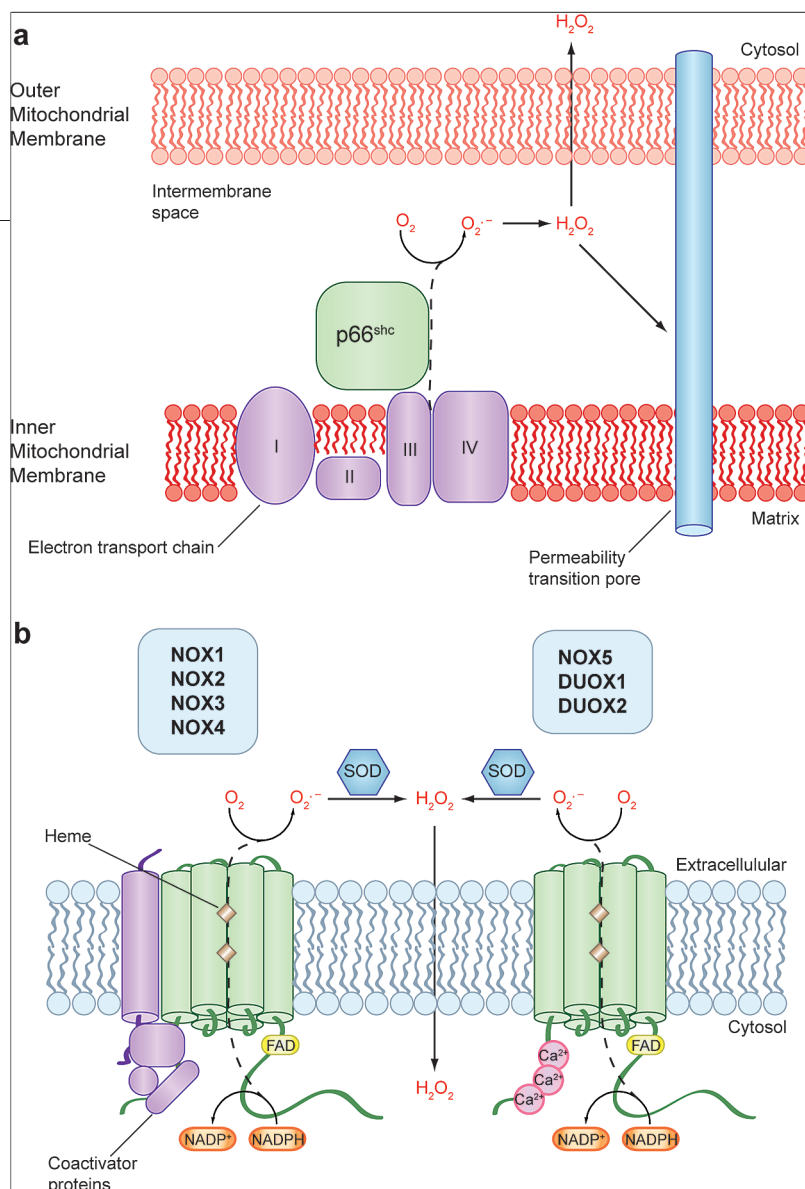 a
H₂O₂
Cytosol
Outer
Mitochondrial
Membrane
Intermembrane
space
O₂
O₂·⁻
H₂O₂
p66ˢʰᶜ
Inner
Mitochondrial
Membrane
I
II
III
IV
Matrix
Electron transport chain
Permeability
transition pore
b
NOX1
NOX2
NOX3
NOX4
NOX5
DUOX1
DUOX2
SOD
SOD
O₂
O₂·⁻
H₂O₂
O₂·⁻
O₂
Heme
Extracellulular
Cytosol
FAD
FAD
Ca²⁺
Ca²⁺
Ca²⁺
H₂O₂
NADP⁺
NADPH
NADP⁺
NADPH
Coactivator
proteins